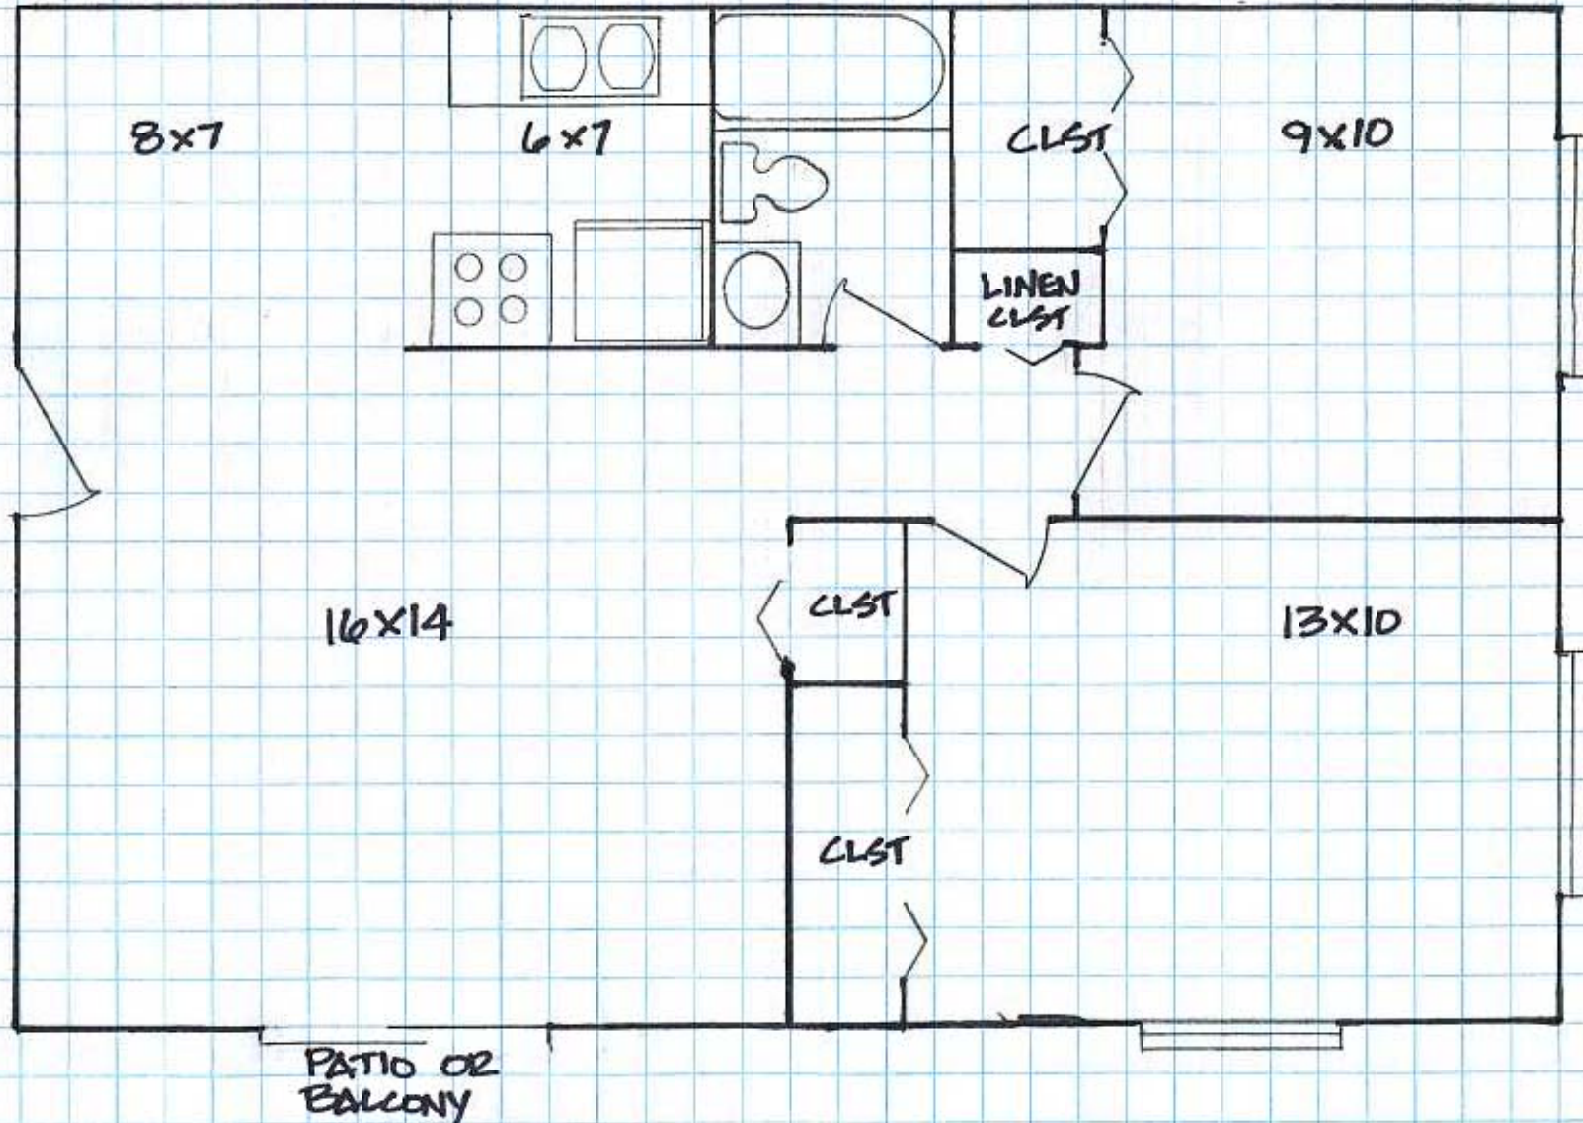 8x7
6x7
CLST
9x10
LINEN
CLST
16x14
CLST
13x10
CLST
PATIO OR
BALCONY